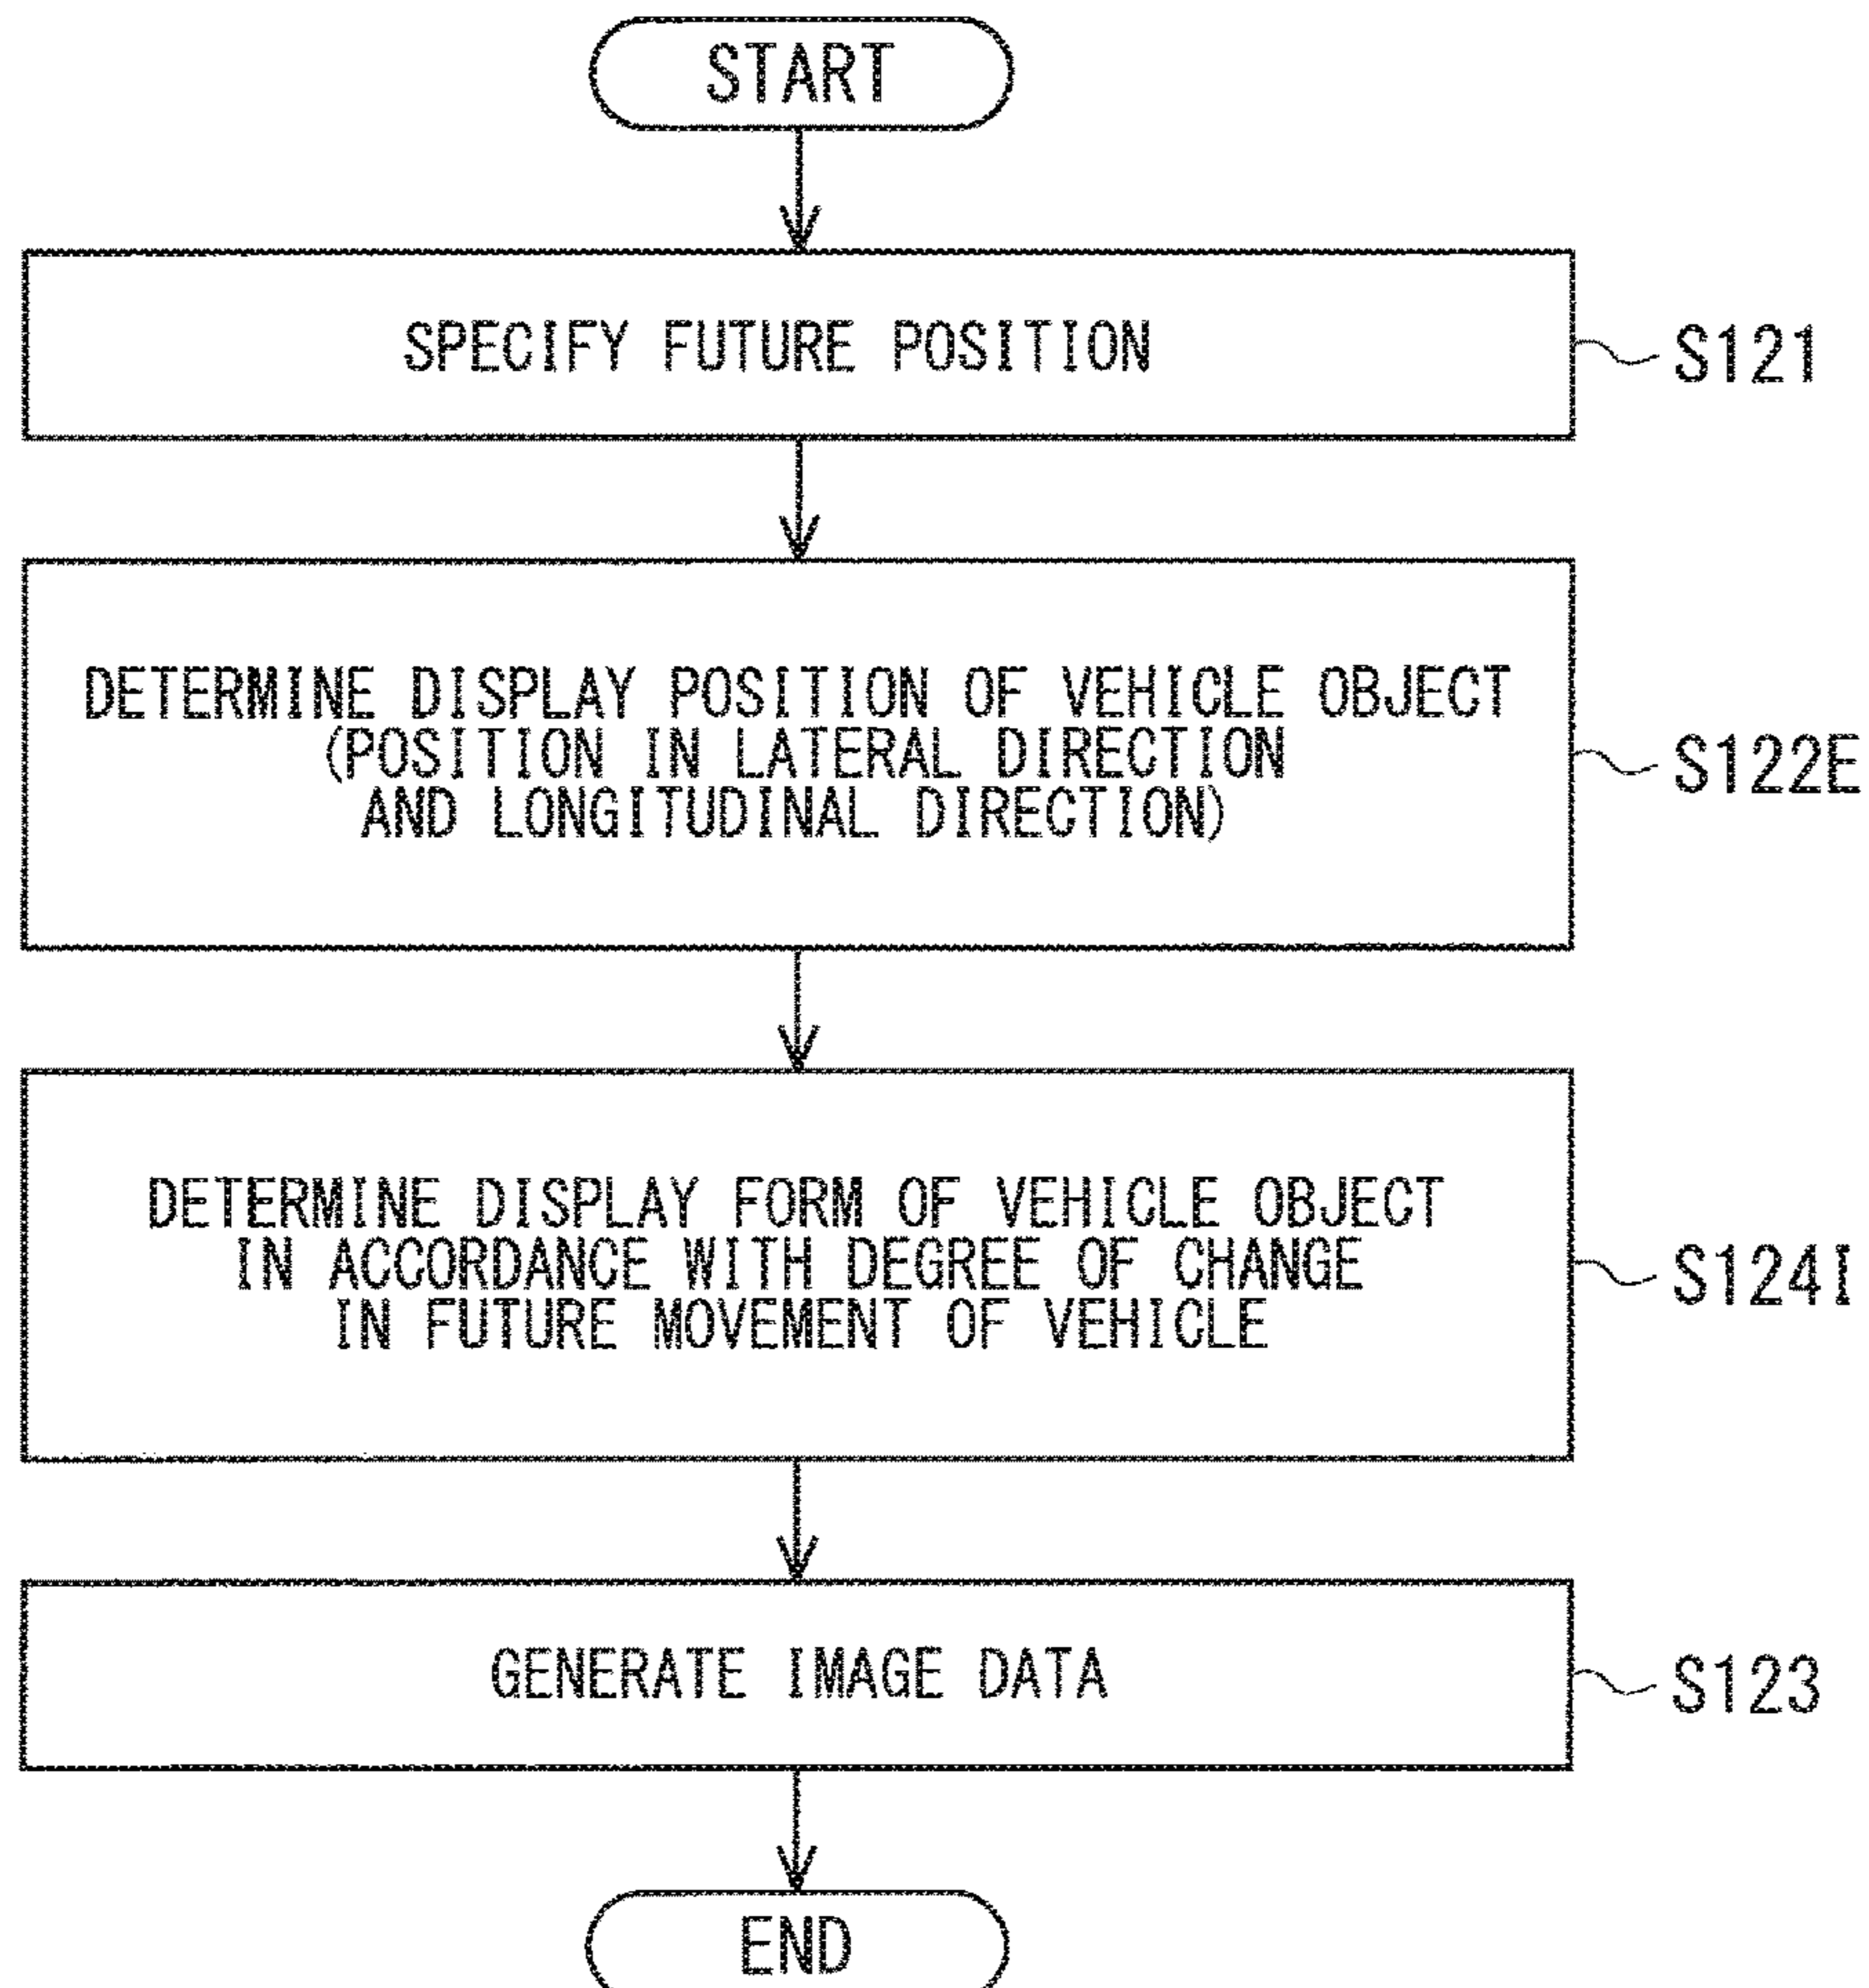 START
SPECIFY FUTURE POSITION
S121
DETERMINE DISPLAY POSITION OF VEHICLE OBJECT
(POSITION IN LATERAL DIRECTION
AND LONGITUDINAL DIRECTION)
S122E
DETERMINE DISPLAY FORM OF VEHICLE OBJECT
IN ACCORDANCE WITH DEGREE OF CHANGE
IN FUTURE MOVEMENT OF VEHICLE
S124I
GENERATE IMAGE DATA
S123
END